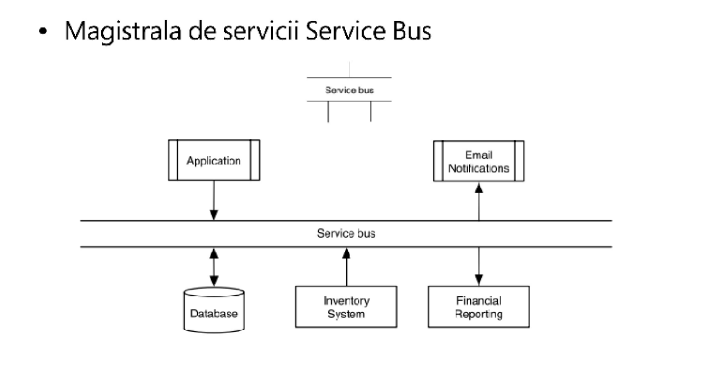 • Magistrala de servicii Service Bus
Service bus
Application
Email
Notifications
Service bus
Database
Inventory
System
Financial
Reporting